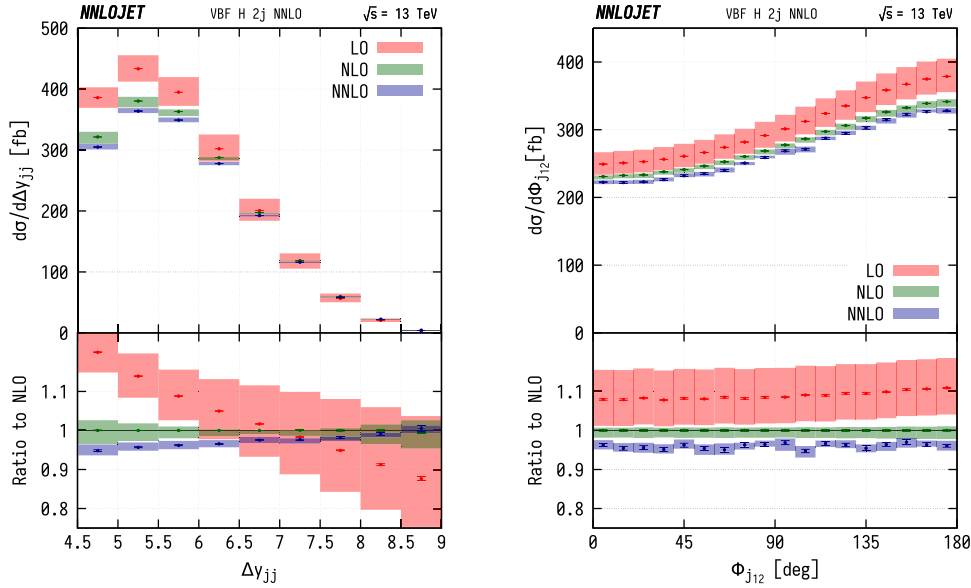 NNLOJET VBF H 2j NNLO √s = 13 TeV
500
400
300
200
100
0
dσ/dΔy_jj [fb]
LO
NLO
NNLO
1.1
1
0.9
0.8
Ratio to NLO
4.5 5 5.5 6 6.5 7 7.5 8 8.5 9
Δy_jj
NNLOJET VBF H 2j NNLO √s = 13 TeV
400
300
200
100
0
dσ/dΦ_j12[fb]
LO
NLO
NNLO
1.1
1
0.9
0.8
Ratio to NLO
0 45 90 135 180
Φ_j12 [deg]